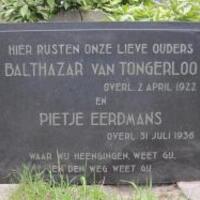 HIER RUSTEN ONZE LIEVE OUDERS
BALTHAZAR VAN TONGERLOO
OVERL. 2 APRIL 1922
EN
PIETJE EERDMANS
OVERL. 31 JULI 1936
WAAR WIJ HEENGINGEN, WEET GIJ,
EN DEN WEG WEET GIJ